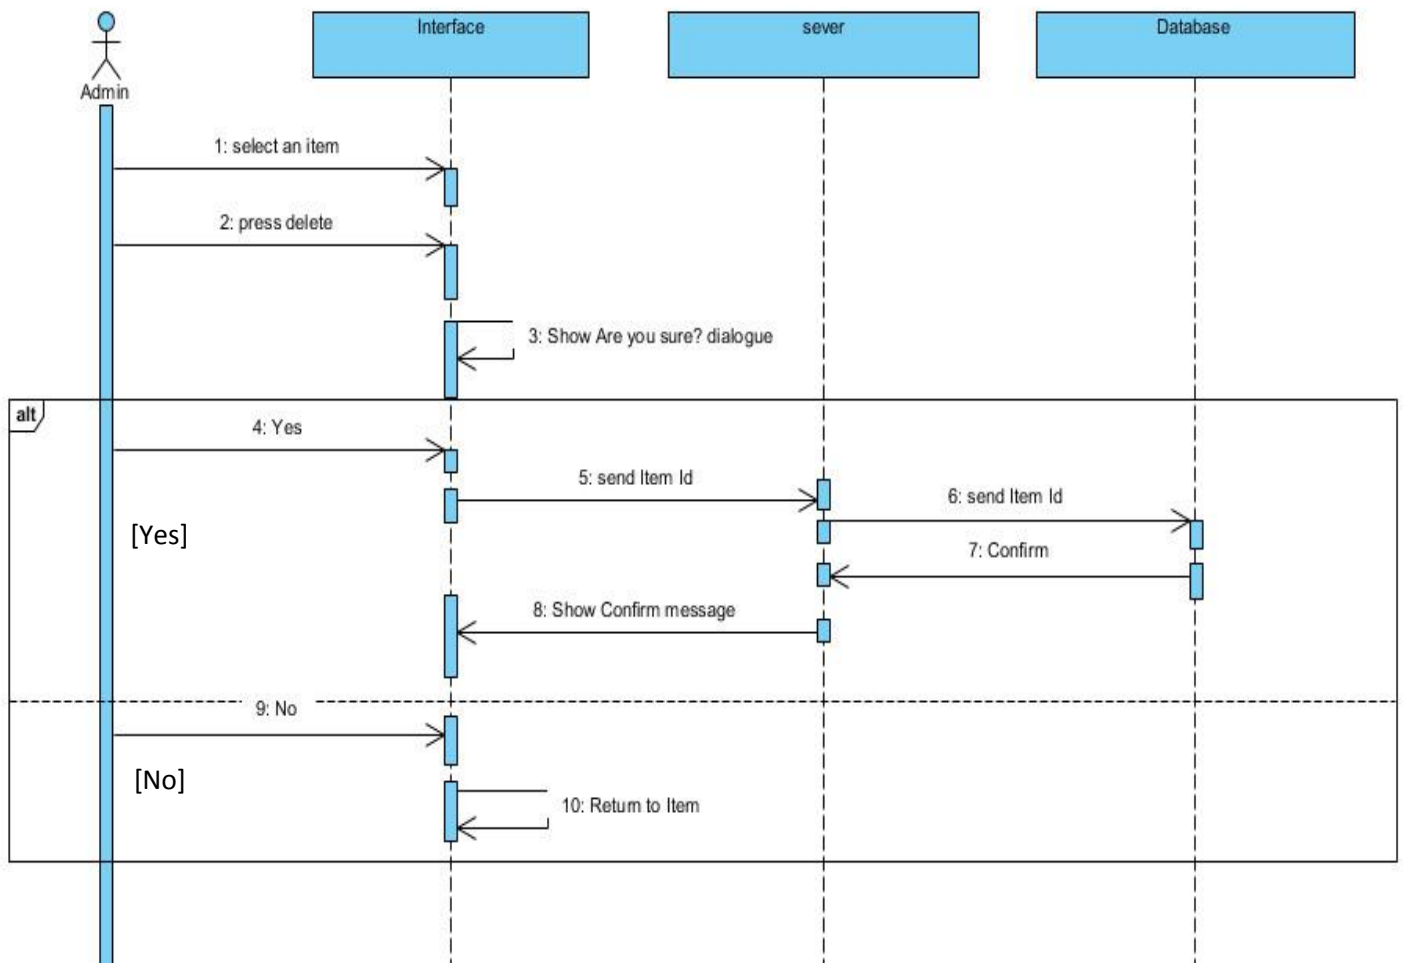 Interface
sever
Database
Admin
1: select an item
2: press delete
3: Show Are you sure? dialogue
alt
4: Yes
5: send Item Id
6: send Item Id
[Yes]
7: Confirm
8: Show Confirm message
9: No
[No]
10: Return to Item